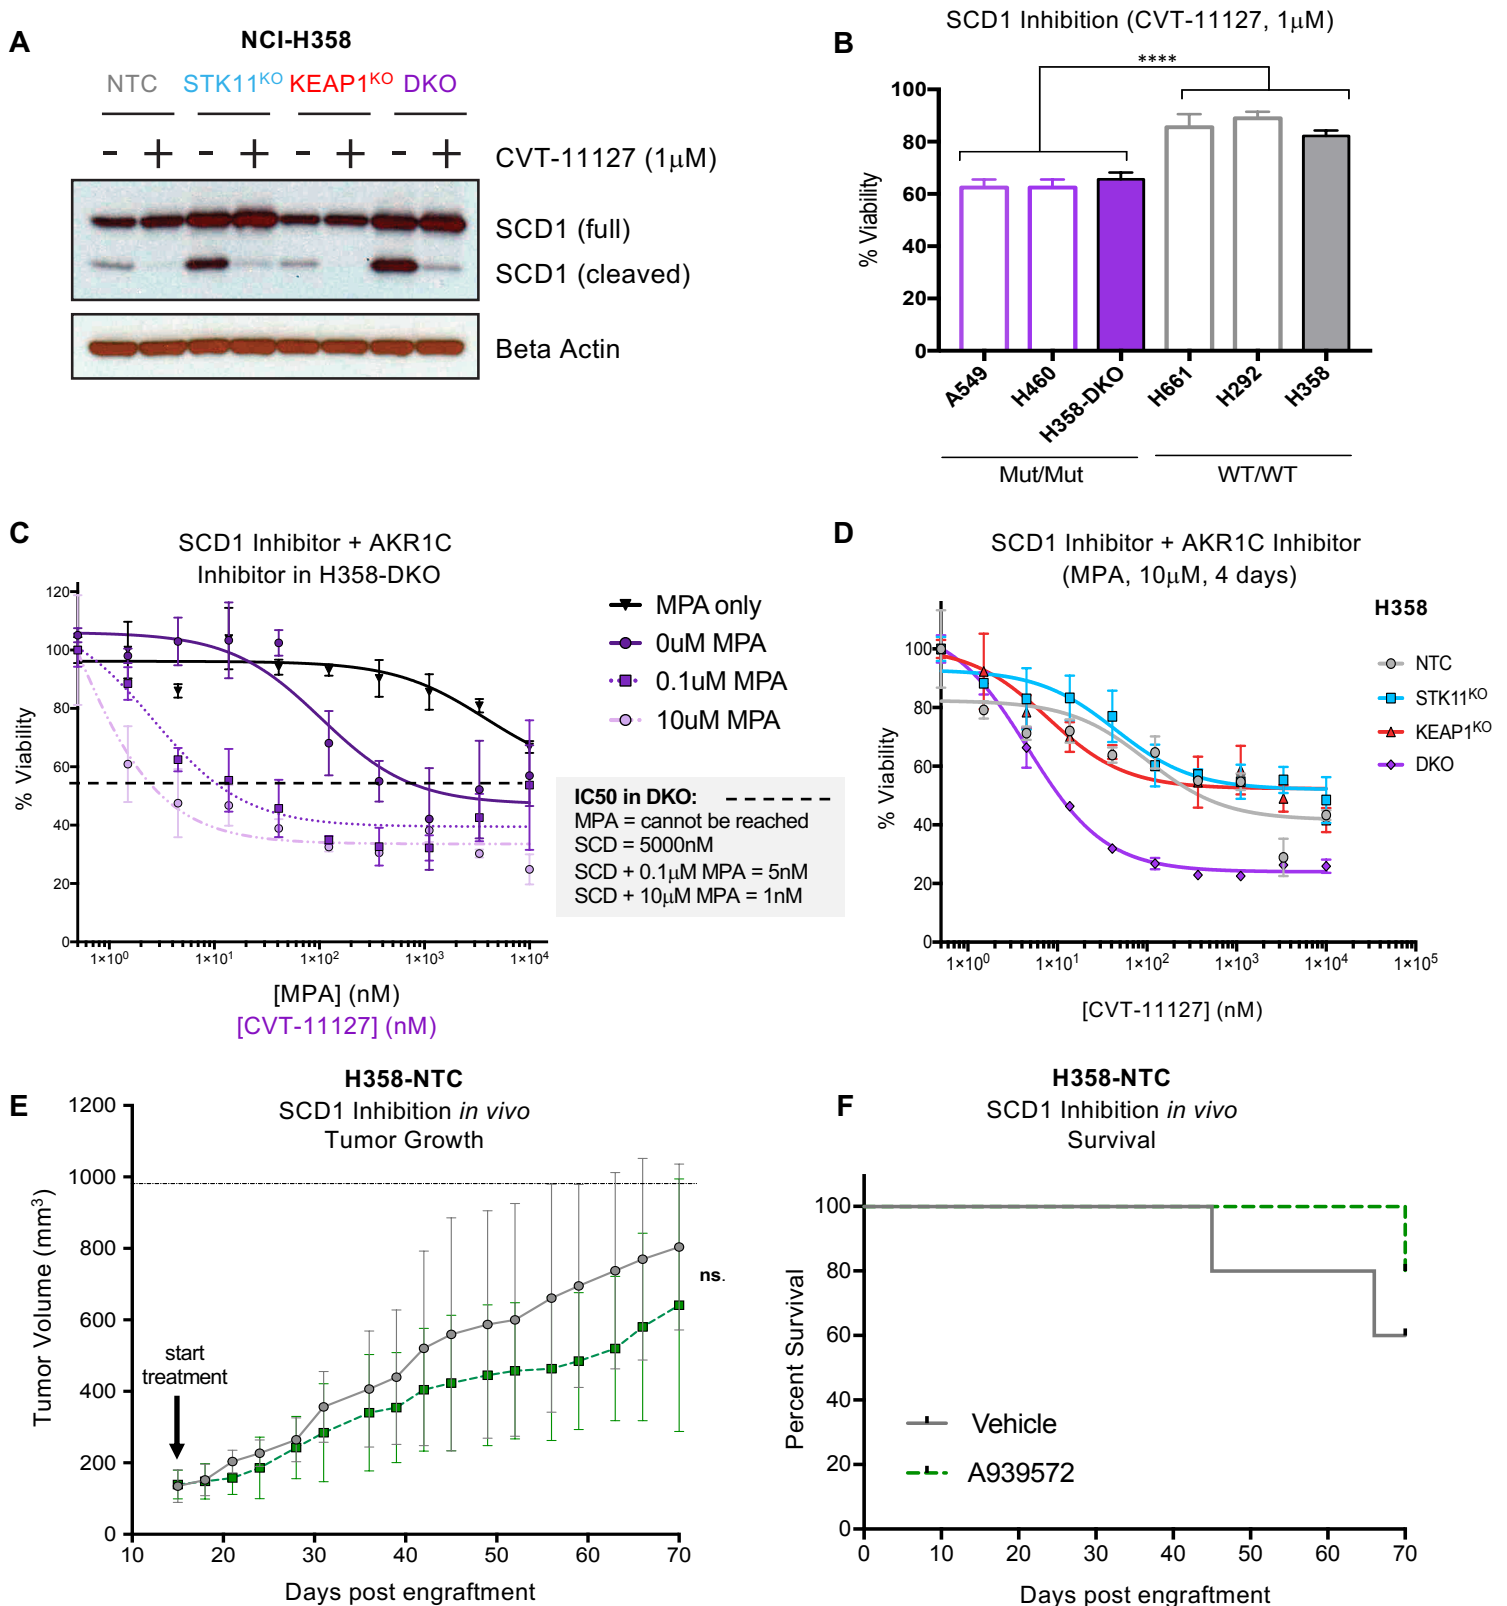 A
NCI-H358
NTC STK11KO KEAP1KO DKO
- + - + - + - + CVT-11127 (1μM)
SCD1 (full)
SCD1 (cleaved)
Beta Actin
B
SCD1 Inhibition (CVT-11127, 1μM)
****
% Viability
100
80
60
40
20
0
A549 H460 H358-DKO H661 H292 H358
Mut/Mut WT/WT
C
SCD1 Inhibitor + AKR1C
Inhibitor in H358-DKO
% Viability
120
100
80
60
40
20
0
1×10⁰ 1×10¹ 1×10² 1×10³ 1×10⁴
[MPA] (nM)
[CVT-11127] (nM)
MPA only
0uM MPA
0.1uM MPA
10uM MPA
IC50 in DKO:
MPA = cannot be reached
SCD = 5000nM
SCD + 0.1μM MPA = 5nM
SCD + 10μM MPA = 1nM
D
SCD1 Inhibitor + AKR1C Inhibitor
(MPA, 10μM, 4 days)
% Viability
100
80
60
40
20
0
1×10⁰ 1×10¹ 1×10² 1×10³ 1×10⁴ 1×10⁵
[CVT-11127] (nM)
H358
NTC
STK11KO
KEAP1KO
DKO
E
H358-NTC
SCD1 Inhibition in vivo
Tumor Growth
Tumor Volume (mm³)
1200
1000
800
600
400
200
0
start
treatment
ns.
10 20 30 40 50 60 70
Days post engraftment
F
H358-NTC
SCD1 Inhibition in vivo
Survival
Percent Survival
100
80
60
40
20
0
Vehicle
A939572
0 10 20 30 40 50 60 70
Days post engraftment